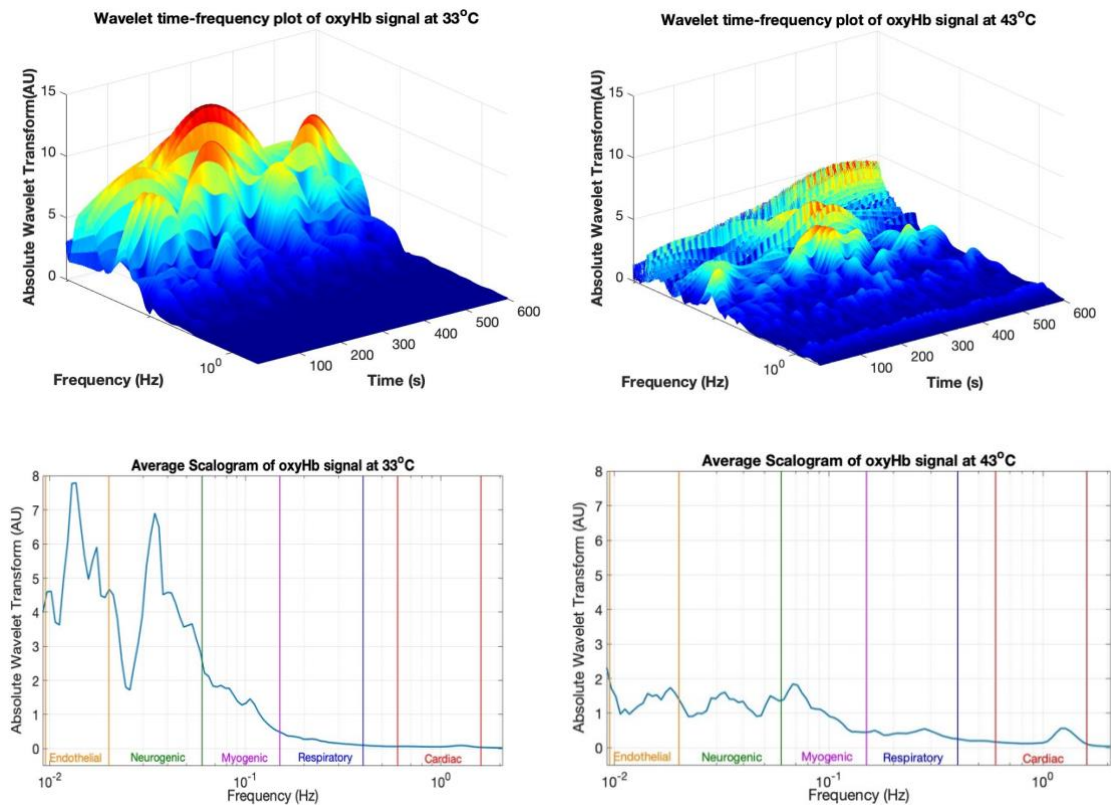 Wavelet time-frequency plot of oxyHb signal at 33°C
Absolute Wavelet Transform(AU)
15
10
5
0
10⁰
Frequency (Hz)
100
200
300
400
500
600
Time (s)
Wavelet time-frequency plot of oxyHb signal at 43°C
Absolute Wavelet Transform(AU)
15
10
5
0
10⁰
Frequency (Hz)
100
200
300
400
500
600
Time (s)
Average Scalogram of oxyHb signal at 33°C
Absolute Wavelet Transform (AU)
8
7
6
5
4
3
2
1
0
Endothelial Neurogenic Myogenic Respiratory Cardiac
10⁻² 10⁻¹ 10⁰
Frequency (Hz)
Average Scalogram of oxyHb signal at 43°C
Absolute Wavelet Transform (AU)
8
7
6
5
4
3
2
1
0
Endothelial Neurogenic Myogenic Respiratory Cardiac
10⁻² 10⁻¹ 10⁰
Frequency (Hz)